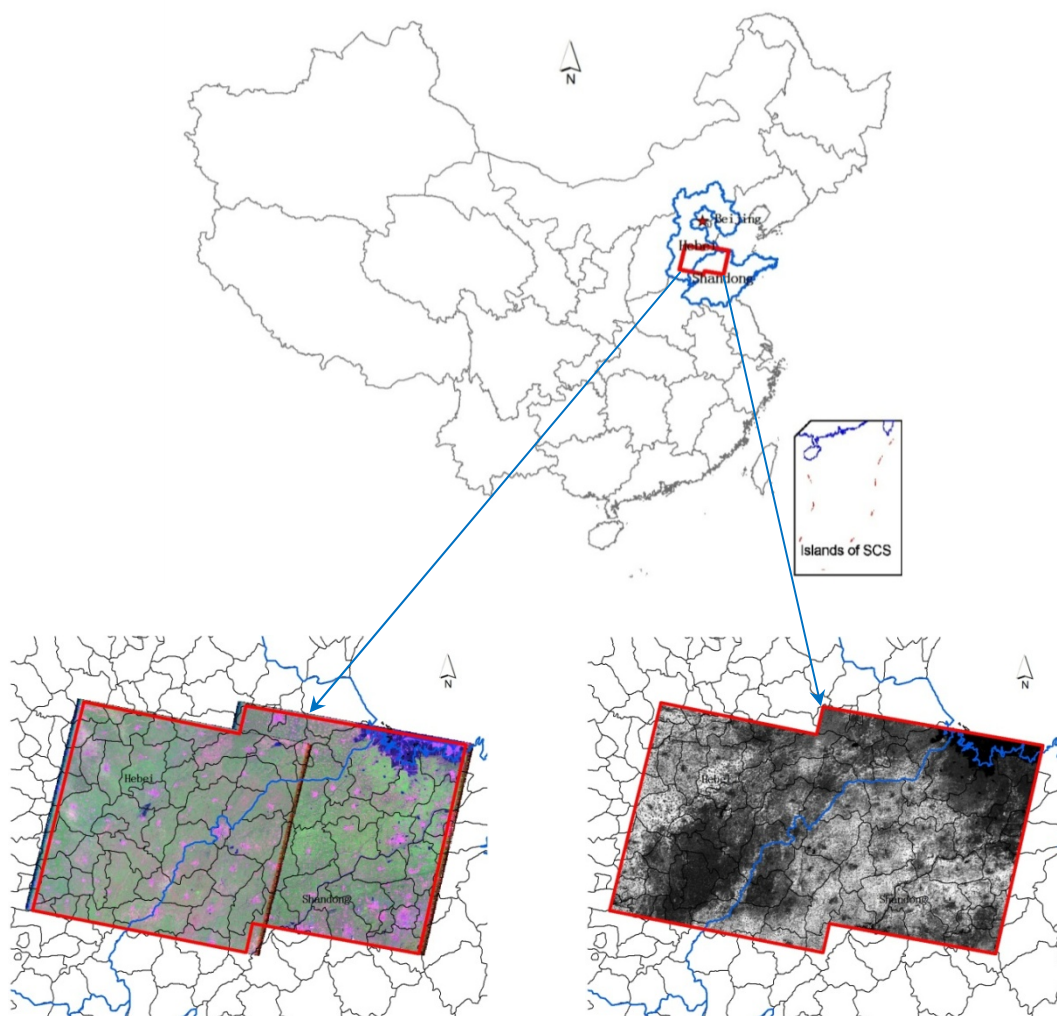 N
Beijing
Hebei
Shandong
Islands of SCS
N
N
Hebei
Hebei
Shandong
Shandong